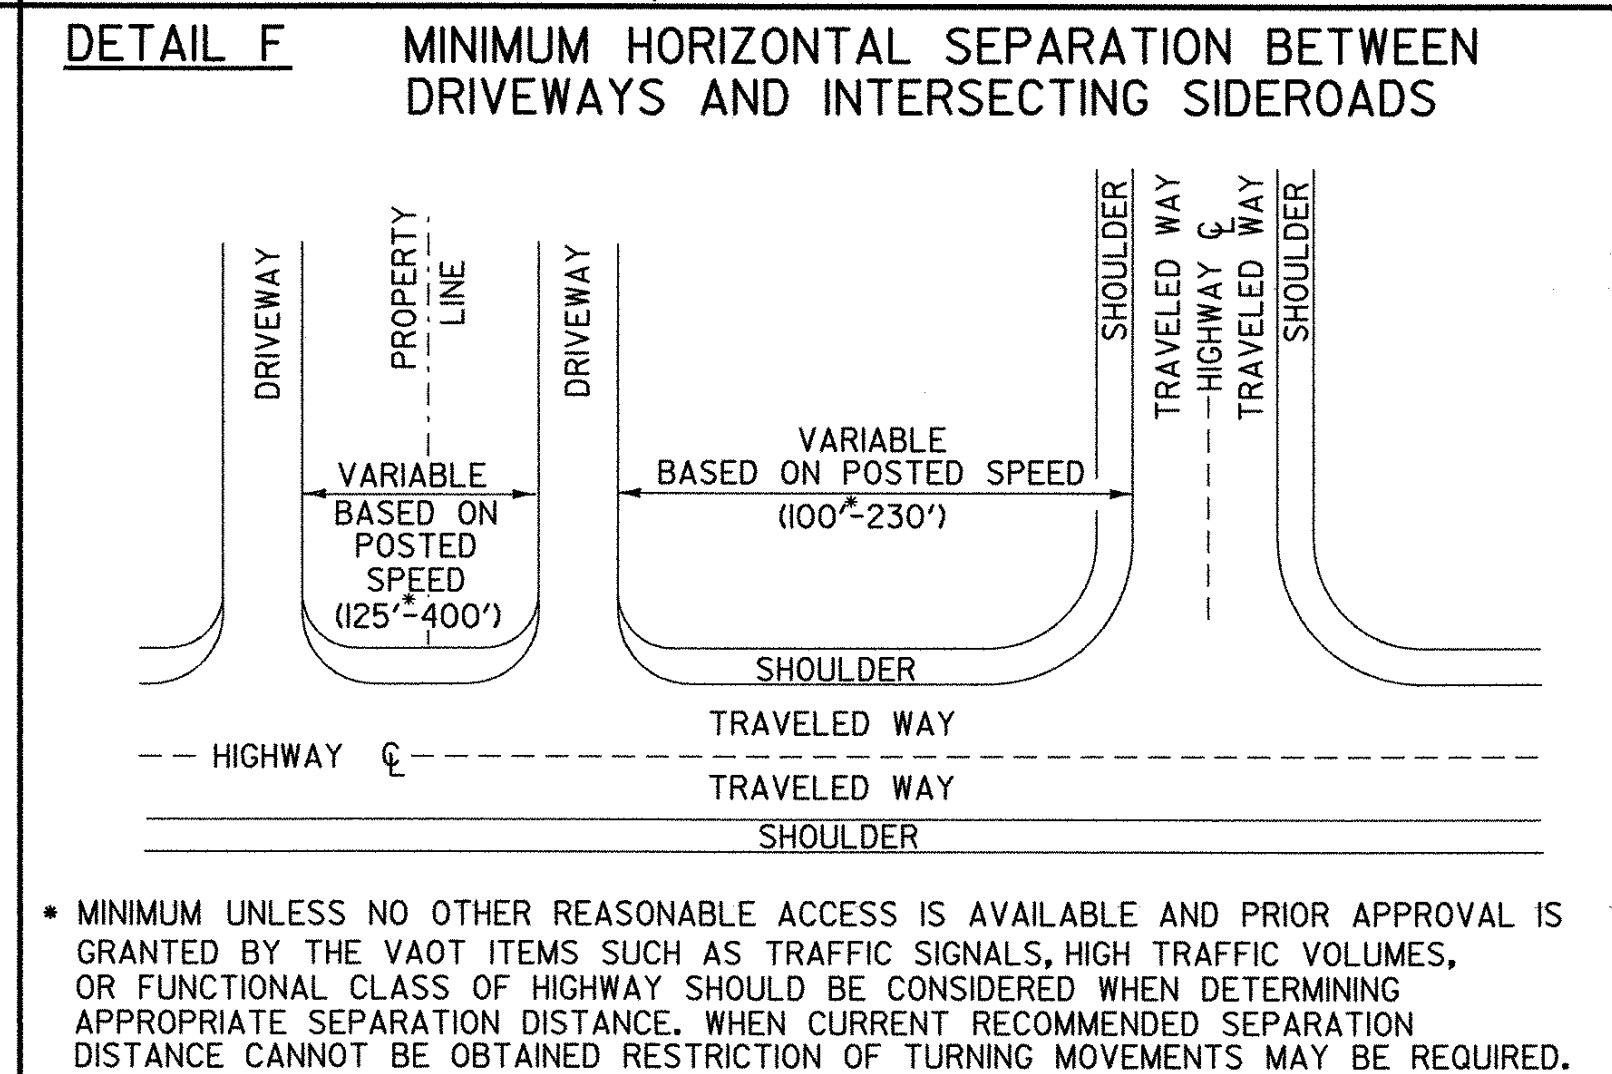 DETAIL F
MINIMUM HORIZONTAL SEPARATION BETWEEN
DRIVEWAYS AND INTERSECTING SIDEROADS
DRIVEWAY
PROPERTY
LINE
DRIVEWAY
SHOULDER
TRAVELED WAY
HIGHWAY ℄
TRAVELED WAY
SHOULDER
VARIABLE
BASED ON
POSTED
SPEED
(125'*-400')
VARIABLE
BASED ON POSTED SPEED
(100'*-230')
SHOULDER
TRAVELED WAY
HIGHWAY ℄
TRAVELED WAY
SHOULDER
* MINIMUM UNLESS NO OTHER REASONABLE ACCESS IS AVAILABLE AND PRIOR APPROVAL IS
GRANTED BY THE VAOT ITEMS SUCH AS TRAFFIC SIGNALS, HIGH TRAFFIC VOLUMES,
OR FUNCTIONAL CLASS OF HIGHWAY SHOULD BE CONSIDERED WHEN DETERMINING
APPROPRIATE SEPARATION DISTANCE. WHEN CURRENT RECOMMENDED SEPARATION
DISTANCE CANNOT BE OBTAINED RESTRICTION OF TURNING MOVEMENTS MAY BE REQUIRED.